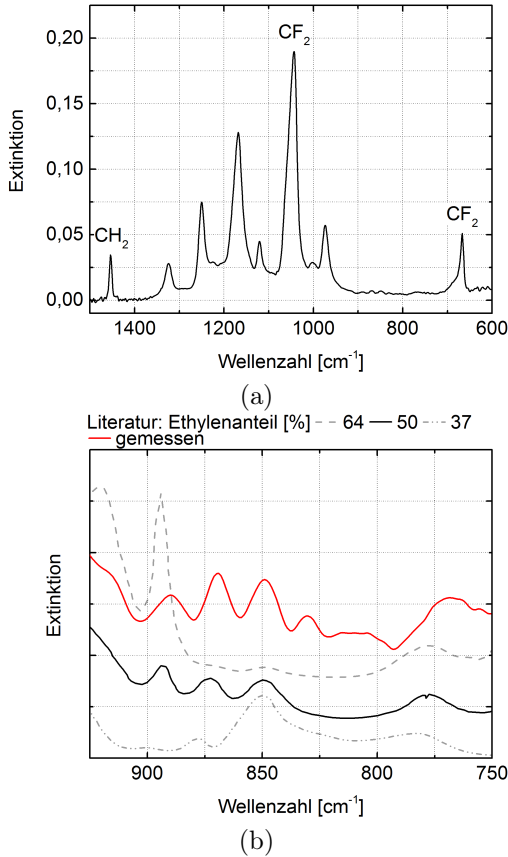 0,20
0,15
0,10
0,05
0,00
Extinktion
CF2
CH2
CF2
1400 1200 1000 800 600
Wellenzahl [cm-1]
(a)
Literatur: Ethylenanteil [%] 64 50 37
gemessen
Extinktion
900 850 800 750
Wellenzahl [cm-1]
(b)